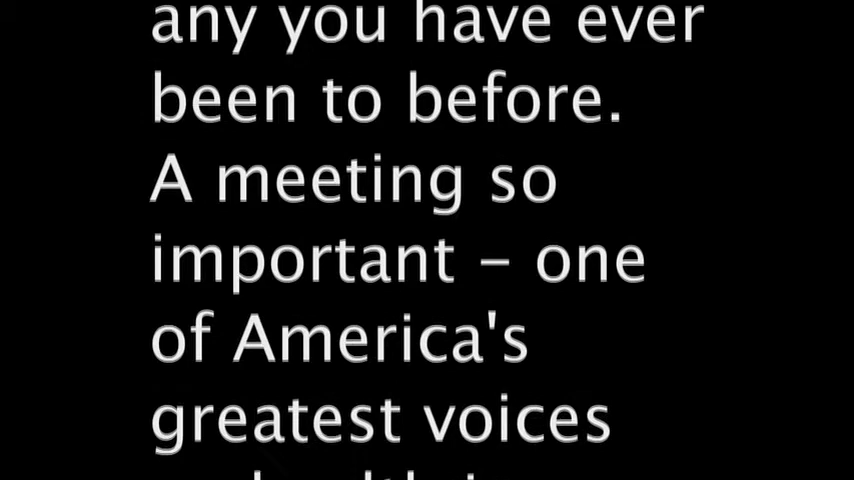 any you have ever
been to before.
A meeting so
important – one
of America's
greatest voices